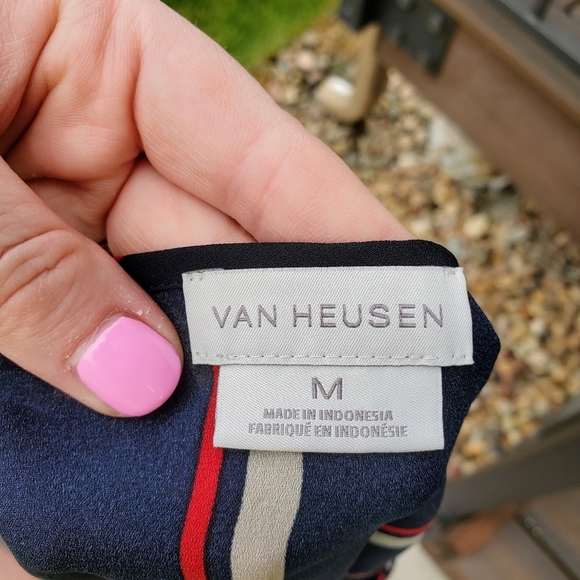 VAN HEUSEN
M
MADE IN INDONESIA
FABRIQUÉ EN INDONÉSIE